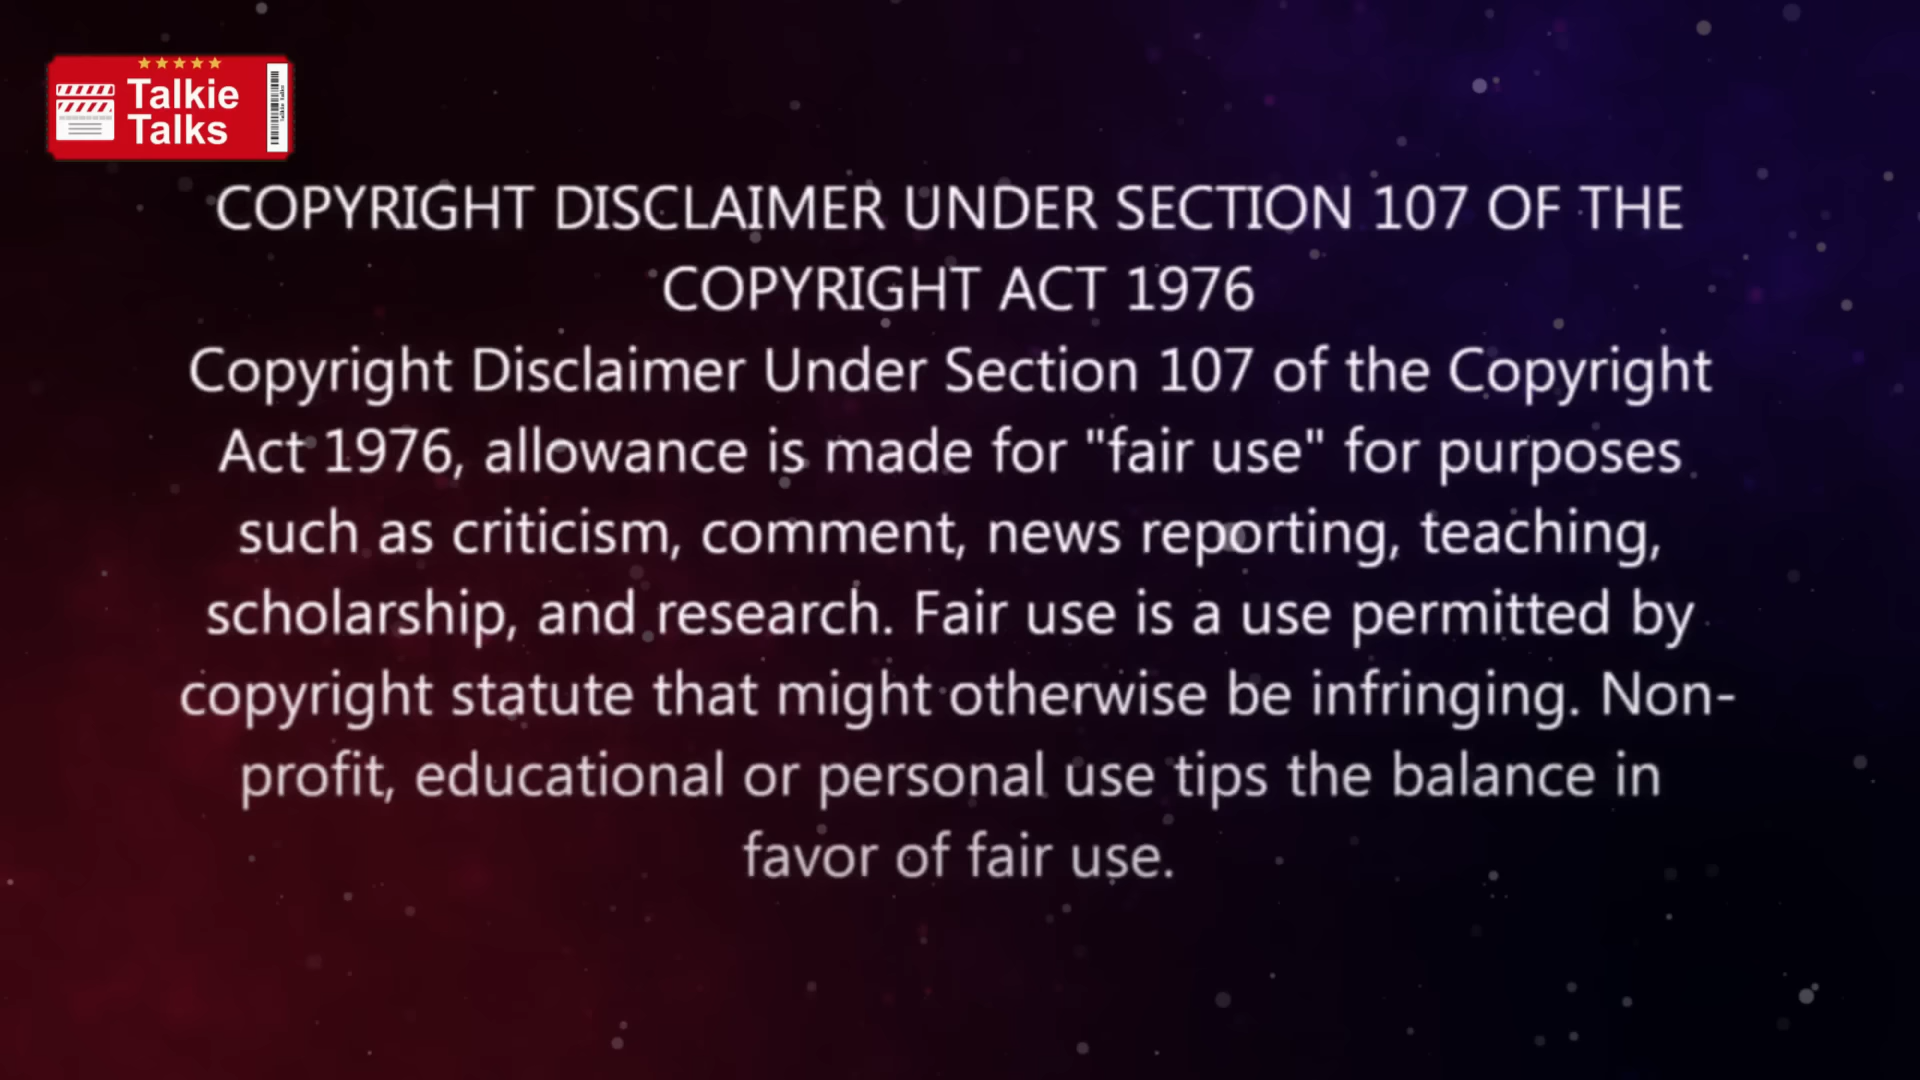 Talkie
Talks
COPYRIGHT DISCLAIMER UNDER SECTION 107 OF THE
COPYRIGHT ACT 1976
Copyright Disclaimer Under Section 107 of the Copyright
Act 1976, allowance is made for "fair use" for purposes
such as criticism, comment, news reporting, teaching,
scholarship, and research. Fair use is a use permitted by
copyright statute that might otherwise be infringing. Non-
profit, educational or personal use tips the balance in
favor of fair use.